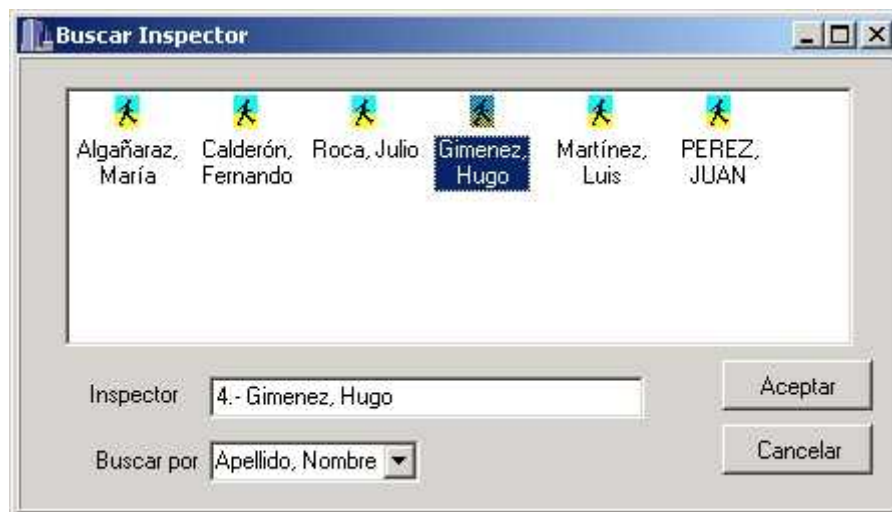 Buscar Inspector
Algañaraz, Calderón, Roca, Julio Gimenez, Martínez, PEREZ,
María Fernando Hugo Luis JUAN
Inspector 4.- Gimenez, Hugo Aceptar
Buscar por Apellido, Nombre Cancelar